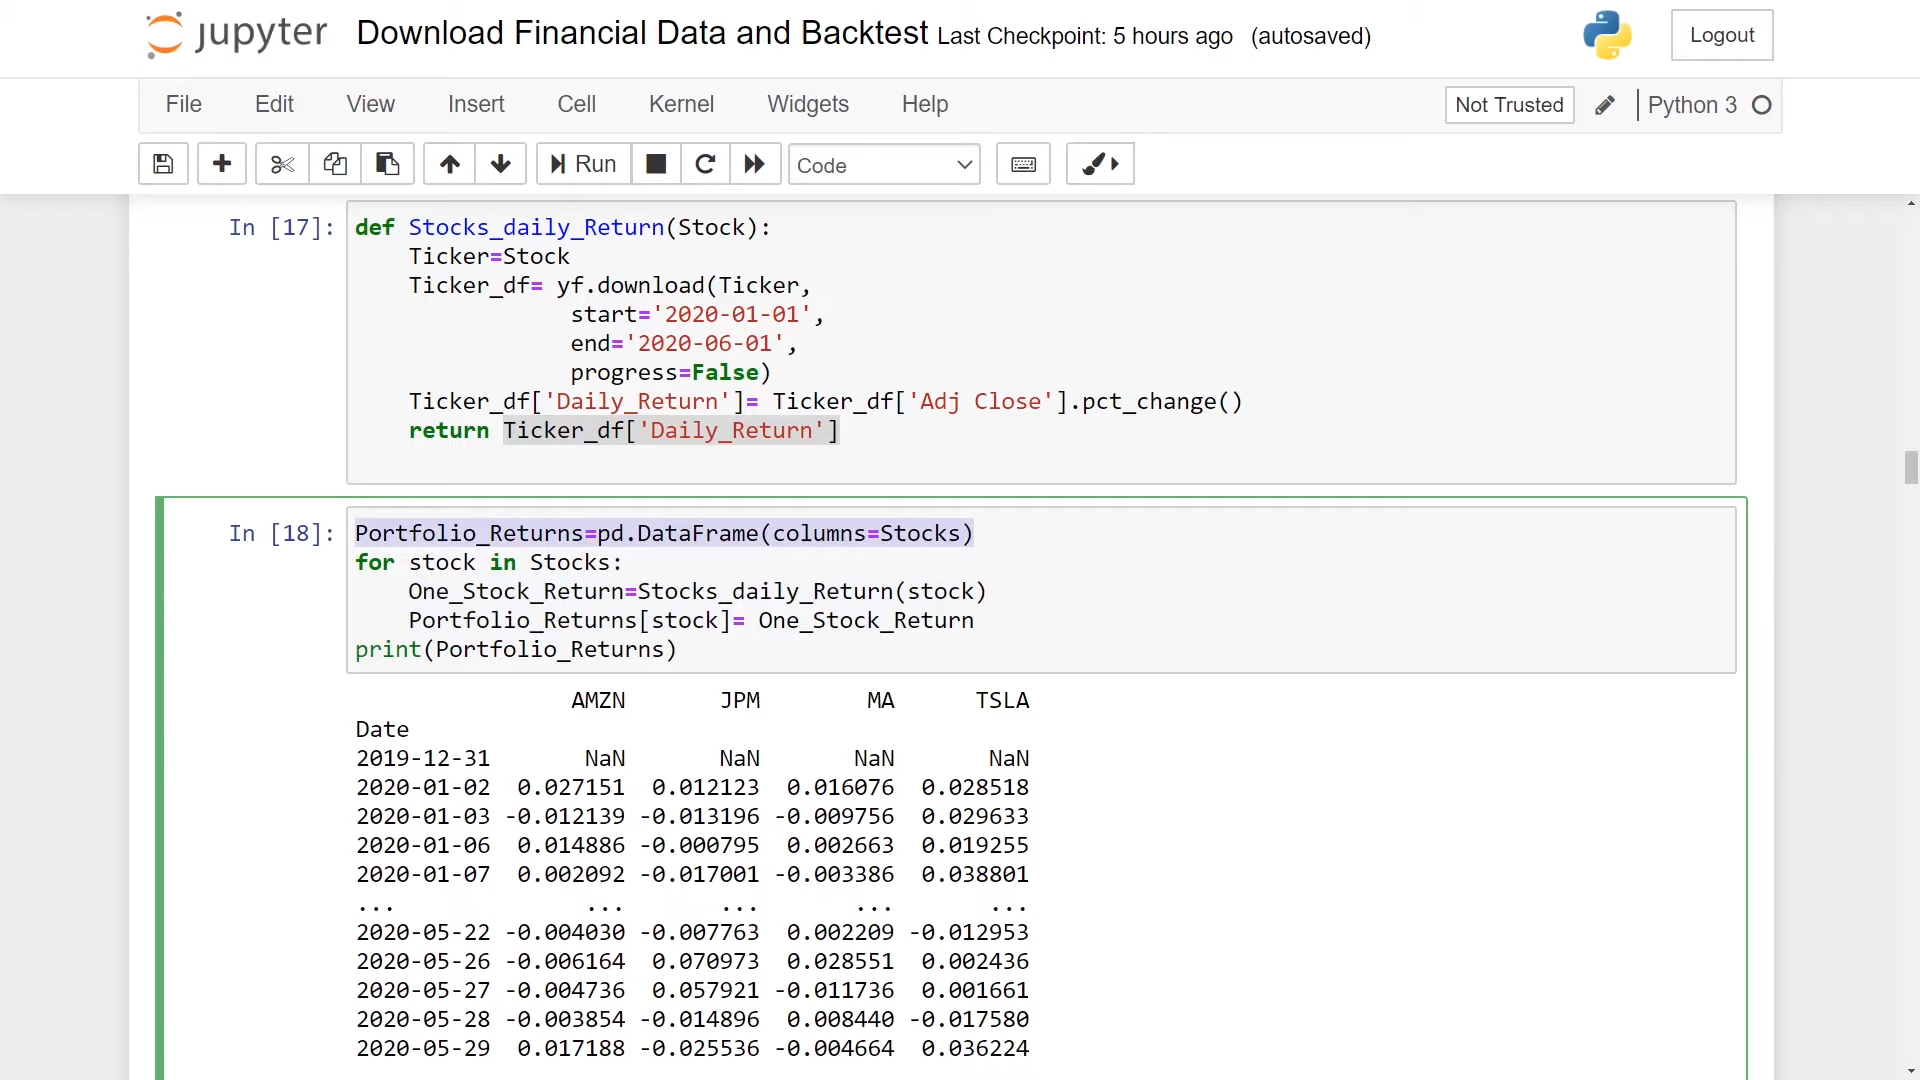 jupyter Download Financial Data and Backtest Last Checkpoint: 5 hours ago (autosaved) Logout
File Edit View Insert Cell Kernel Widgets Help Not Trusted Python 3
Run Code
In [17]: def Stocks_daily_Return(Stock):
    Ticker=Stock
    Ticker_df= yf.download(Ticker,
                start='2020-01-01',
                end='2020-06-01',
                progress=False)
    Ticker_df['Daily_Return']= Ticker_df['Adj Close'].pct_change()
    return Ticker_df['Daily_Return']
In [18]: Portfolio_Returns=pd.DataFrame(columns=Stocks)
for stock in Stocks:
    One_Stock_Return=Stocks_daily_Return(stock)
    Portfolio_Returns[stock]= One_Stock_Return
print(Portfolio_Returns)
                AMZN       JPM        MA      TSLA
Date
2019-12-31       NaN       NaN       NaN       NaN
2020-01-02  0.027151  0.012123  0.016076  0.028518
2020-01-03 -0.012139 -0.013196 -0.009756  0.029633
2020-01-06  0.014886 -0.000795  0.002663  0.019255
2020-01-07  0.002092 -0.017001 -0.003386  0.038801
...              ...       ...       ...       ...
2020-05-22 -0.004030 -0.007763  0.002209 -0.012953
2020-05-26 -0.006164  0.070973  0.028551  0.002436
2020-05-27 -0.004736  0.057921 -0.011736  0.001661
2020-05-28 -0.003854 -0.014896  0.008440 -0.017580
2020-05-29  0.017188 -0.025536 -0.004664  0.036224